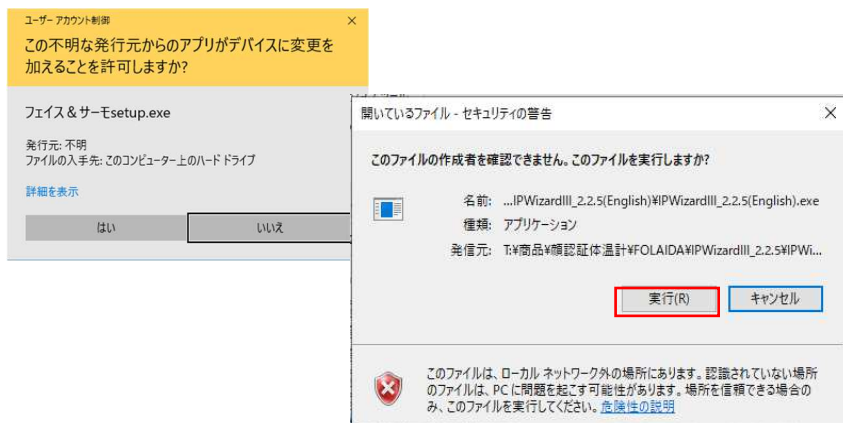 ユーザー アカウント制御
この不明な発行元からのアプリがデバイスに変更を
加えることを許可しますか?
フェイス&サーモsetup.exe
発行元: 不明
ファイルの入手先: このコンピューター上のハード ドライブ
詳細を表示
はい
いいえ
開いているファイル - セキュリティの警告
このファイルの作成者を確認できません。このファイルを実行しますか?
名前: ...IPWizardIII_2.2.5(English)¥IPWizardIII_2.2.5(English).exe
種類: アプリケーション
発信元: T:¥商品¥顔認証体温計¥FOLAIDA¥IPWizardIII_2.2.5¥IPWi...
実行(R)
キャンセル
このファイルは、ローカル ネットワーク外の場所にあります。認識されていない場所
のファイルは、PC に問題を起こす可能性があります。場所を信頼できる場合の
み、このファイルを実行してください。危険性の説明